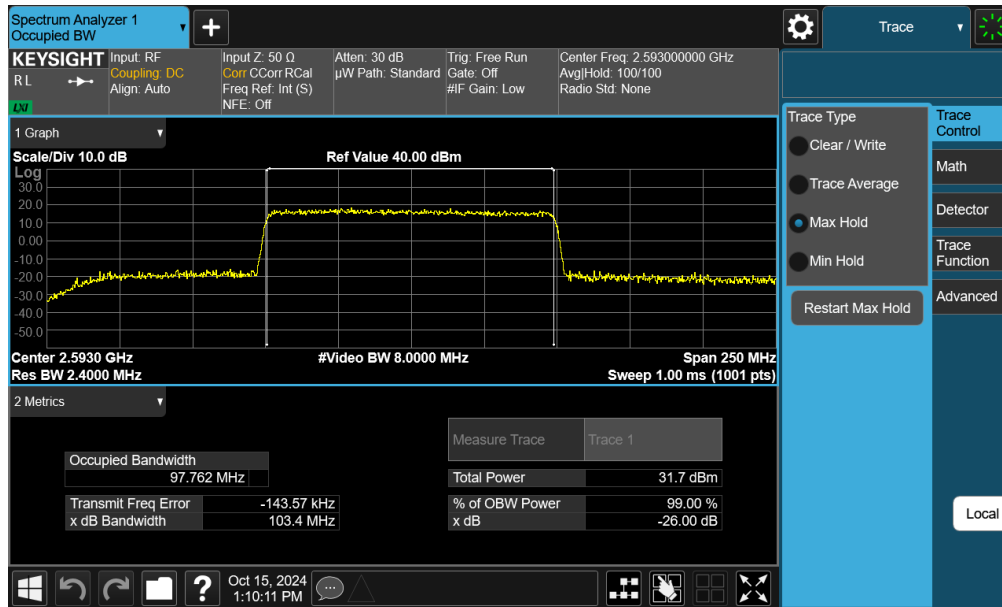 Spectrum Analyzer 1
Occupied BW
Trace
KEYSIGHT
R L
LXI
Input: RF
Coupling: DC
Align: Auto
Input Z: 50 Ω
Corr CCorr RCal
Freq Ref: Int (S)
NFE: Off
Atten: 30 dB
µW Path: Standard
Trig: Free Run
Gate: Off
#IF Gain: Low
Center Freq: 2.593000000 GHz
Avg|Hold: 100/100
Radio Std: None
1 Graph
Scale/Div 10.0 dB
Ref Value 40.00 dBm
Log
30.0
20.0
10.0
0.00
-10.0
-20.0
-30.0
-40.0
-50.0
Center 2.5930 GHz
#Video BW 8.0000 MHz
Span 250 MHz
Res BW 2.4000 MHz
Sweep 1.00 ms (1001 pts)
2 Metrics
Measure Trace
Trace 1
Occupied Bandwidth
97.762 MHz
Total Power
31.7 dBm
Transmit Freq Error
-143.57 kHz
% of OBW Power
99.00 %
x dB Bandwidth
103.4 MHz
x dB
-26.00 dB
Trace Type
Clear / Write
Trace Average
Max Hold
Min Hold
Restart Max Hold
Trace
Control
Math
Detector
Trace
Function
Advanced
Local
?
Oct 15, 2024
1:10:11 PM